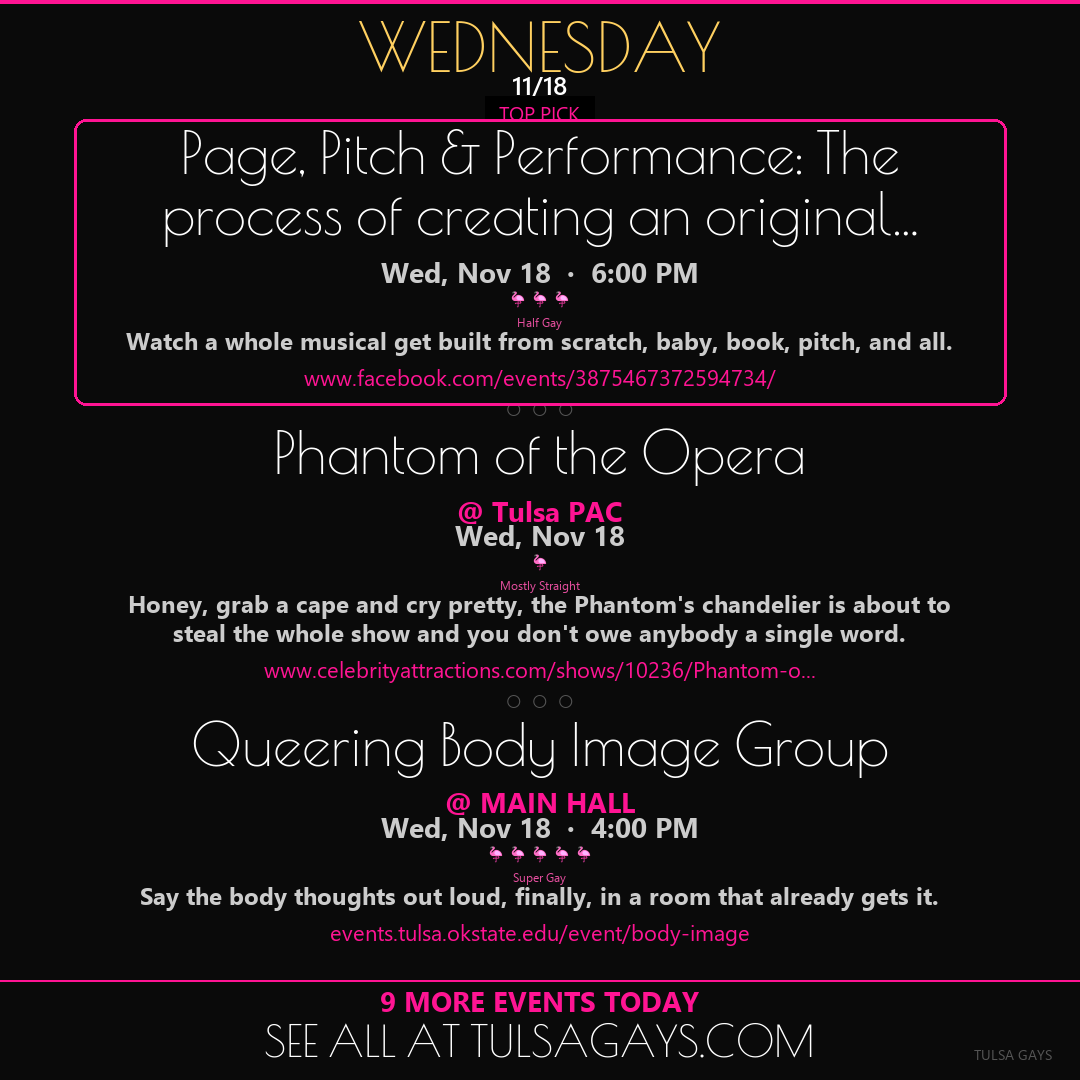 WEDNESDAY
11/18
TOP PICK
Page, Pitch & Performance: The
process of creating an original...
Wed, Nov 18 · 6:00 PM
Half Gay
Watch a whole musical get built from scratch, baby, book, pitch, and all.
www.facebook.com/events/3875467372594734/
Phantom of the Opera
@ Tulsa PAC
Wed, Nov 18
Mostly Straight
Honey, grab a cape and cry pretty, the Phantom's chandelier is about to
steal the whole show and you don't owe anybody a single word.
www.celebrityattractions.com/shows/10236/Phantom-o...
Queering Body Image Group
@ MAIN HALL
Wed, Nov 18 · 4:00 PM
Super Gay
Say the body thoughts out loud, finally, in a room that already gets it.
events.tulsa.okstate.edu/event/body-image
9 MORE EVENTS TODAY
SEE ALL AT TULSAGAYS.COM
TULSA GAYS